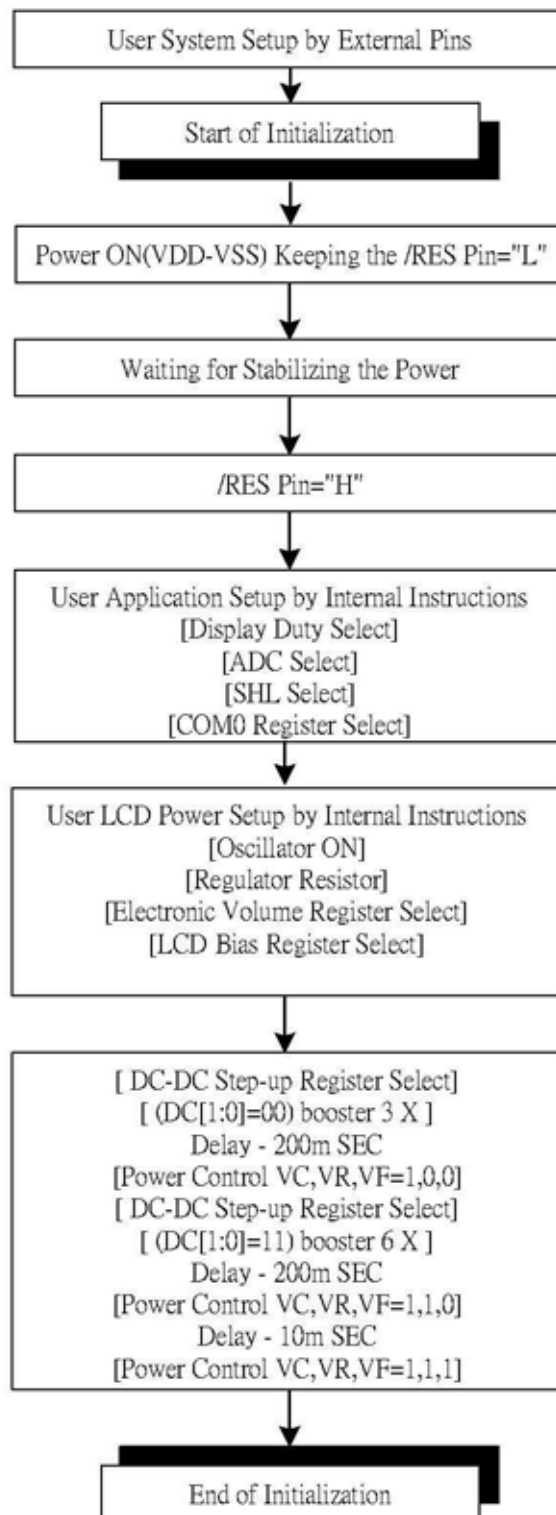 User System Setup by External Pins
Start of Initialization
Power ON(VDD-VSS) Keeping the /RES Pin="L"
Waiting for Stabilizing the Power
/RES Pin="H"
User Application Setup by Internal Instructions
[Display Duty Select]
[ADC Select]
[SHL Select]
[COM0 Register Select]
User LCD Power Setup by Internal Instructions
[Oscillator ON]
[Regulator Resistor]
[Electronic Volume Register Select]
[LCD Bias Register Select]
[ DC-DC Step-up Register Select]
[ (DC[1:0]=00) booster 3 X ]
Delay - 200m SEC
[Power Control VC,VR,VF=1,0,0]
[ DC-DC Step-up Register Select]
[ (DC[1:0]=11) booster 6 X ]
Delay - 200m SEC
[Power Control VC,VR,VF=1,1,0]
Delay - 10m SEC
[Power Control VC,VR,VF=1,1,1]
End of Initialization